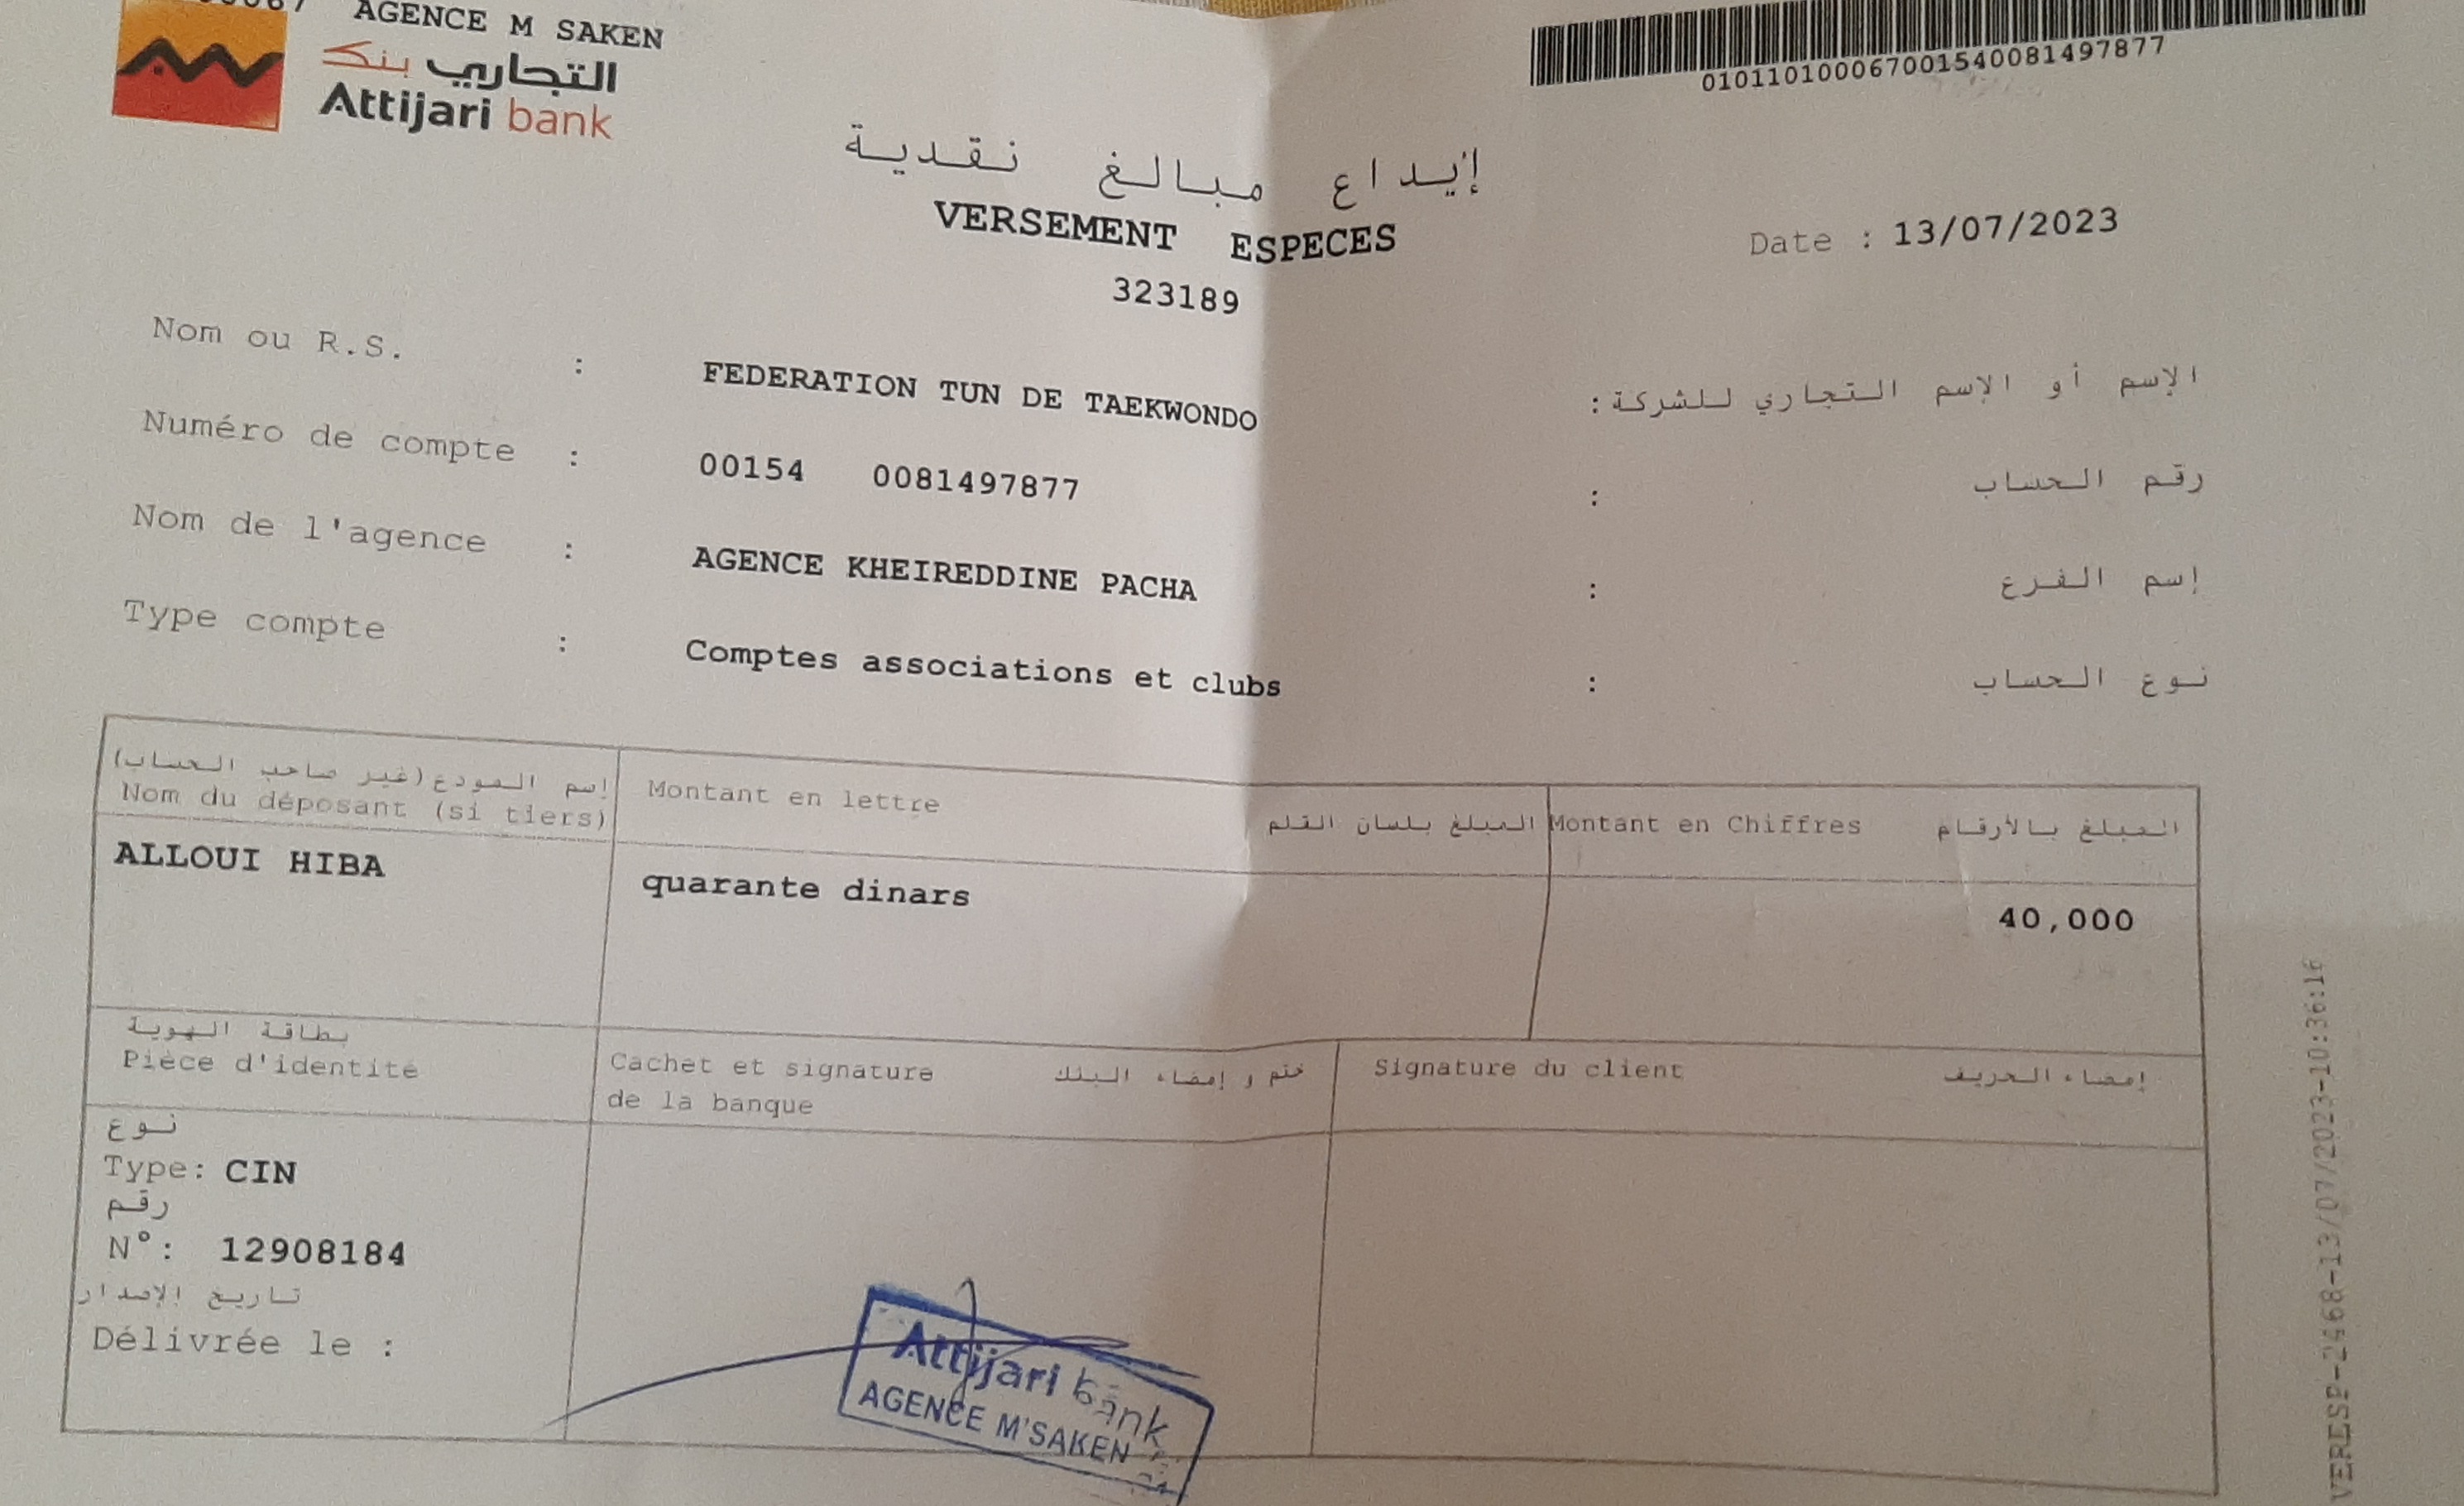 AGENCE M SAKEN
التجاري بنك
Attijari bank
010110100067001540081497877
إيداع مبالغ نقدية
VERSEMENT ESPECES
323189
Date : 13/07/2023
Nom ou R.S. : FEDERATION TUN DE TAEKWONDO : الإسم أو الإسم التجاري للشركة
Numéro de compte : 00154 0081497877 : رقم الحساب
Nom de l'agence : AGENCE KHEIREDDINE PACHA : إسم الفرع
Type compte : Comptes associations et clubs : نوع الحساب
إسم المودع (غير صاحب الحساب)
Nom du déposant (si tiers)
Montant en lettre المبلغ بلسان القلم
Montant en Chiffres المبلغ بالأرقام
ALLOUI HIBA
quarante dinars
40,000
بطاقة الهوية
Pièce d'identité
Cachet et signature ختم و إمضاء البنك
de la banque
Signature du client إمضاء الحريف
نوع
Type: CIN
رقم
N°: 12908184
تاريخ الإصدار
Délivrée le :
Attijari bank
AGENCE M'SAKEN
VERESP-2468-13/07/2023-10:36:16